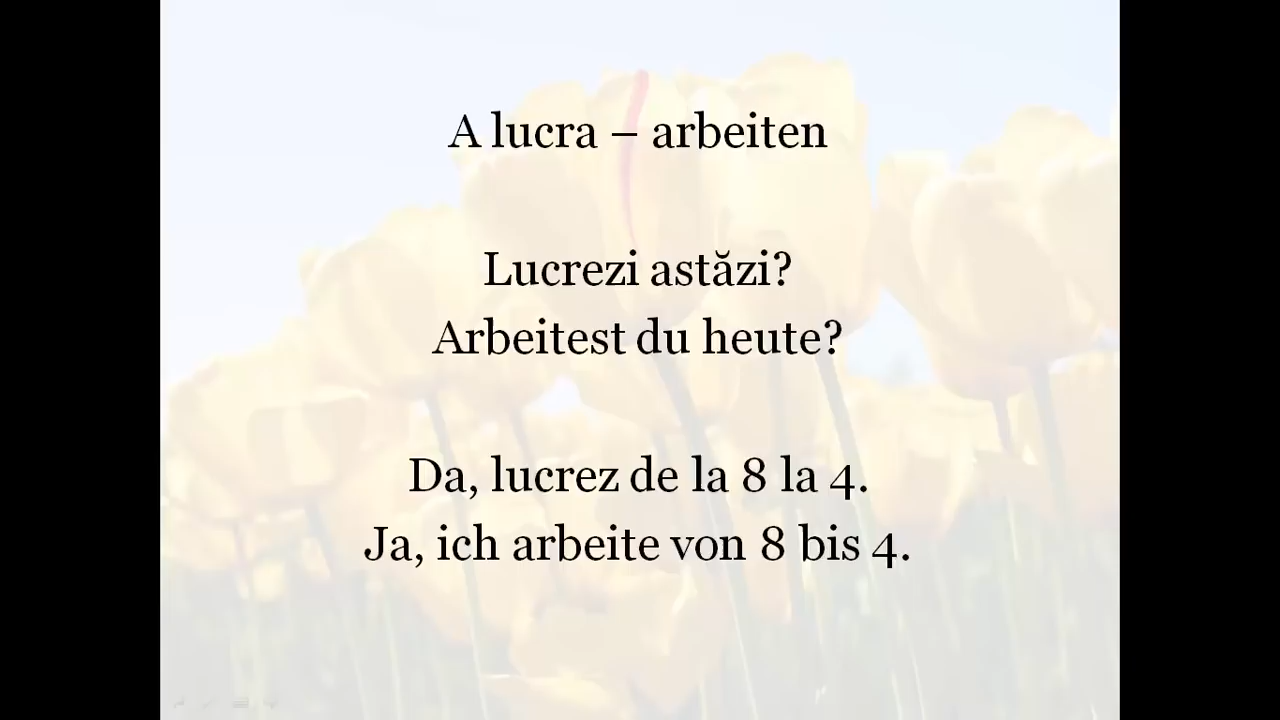 A lucra – arbeiten
Lucrezi astăzi?
Arbeitest du heute?
Da, lucrez de la 8 la 4.
Ja, ich arbeite von 8 bis 4.